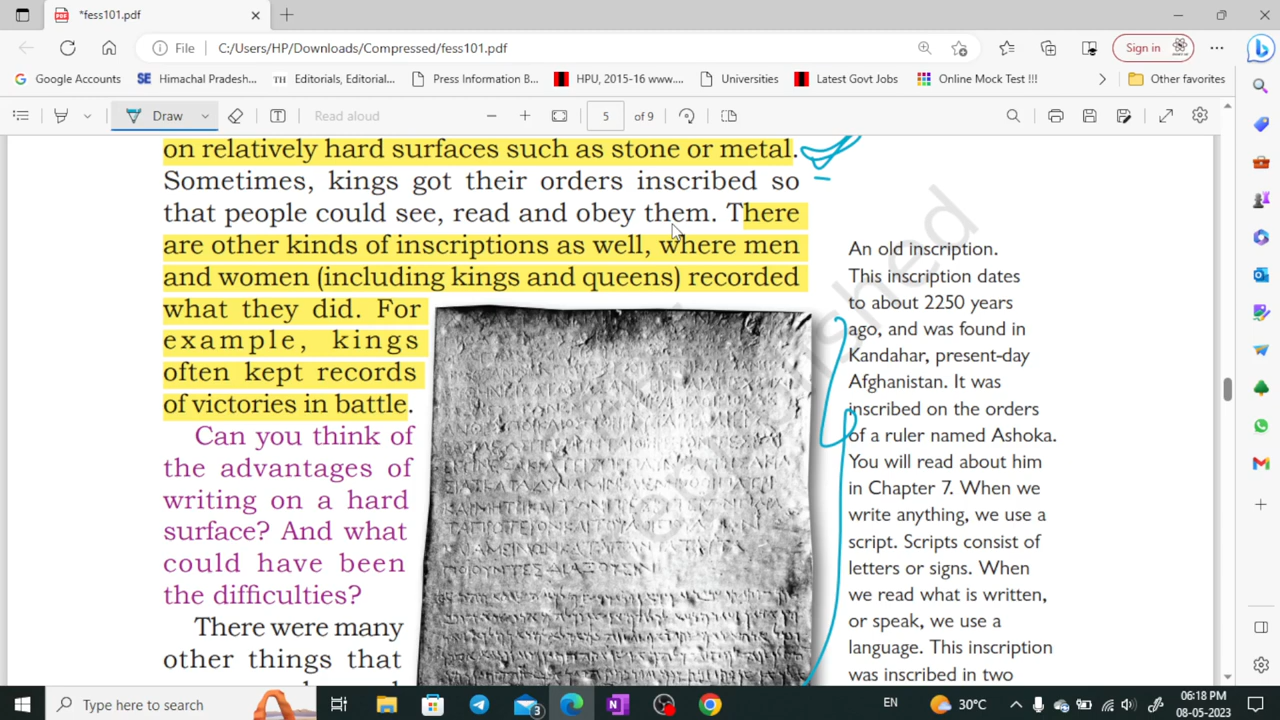 *fess101.pdf
File C:/Users/HP/Downloads/Compressed/fess101.pdf Sign in
Google Accounts SE Himachal Pradesh... TH Editorials, Editorial... Press Information B... HPU, 2015-16 www.... Universities Latest Govt Jobs Online Mock Test !!! Other favorites
Draw Read aloud 5 of 9
on relatively hard surfaces such as stone or metal.
Sometimes, kings got their orders inscribed so
that people could see, read and obey them. There
are other kinds of inscriptions as well, where men
and women (including kings and queens) recorded
what they did. For
example, kings
often kept records
of victories in battle.
Can you think of
the advantages of
writing on a hard
surface? And what
could have been
the difficulties?
There were many
other things that
An old inscription.
This inscription dates
to about 2250 years
ago, and was found in
Kandahar, present-day
Afghanistan. It was
inscribed on the orders
of a ruler named Ashoka.
You will read about him
in Chapter 7. When we
write anything, we use a
script. Scripts consist of
letters or signs. When
we read what is written,
or speak, we use a
language. This inscription
was inscribed in two
Type here to search 3 30°C EN 06:18 PM
08-05-2023